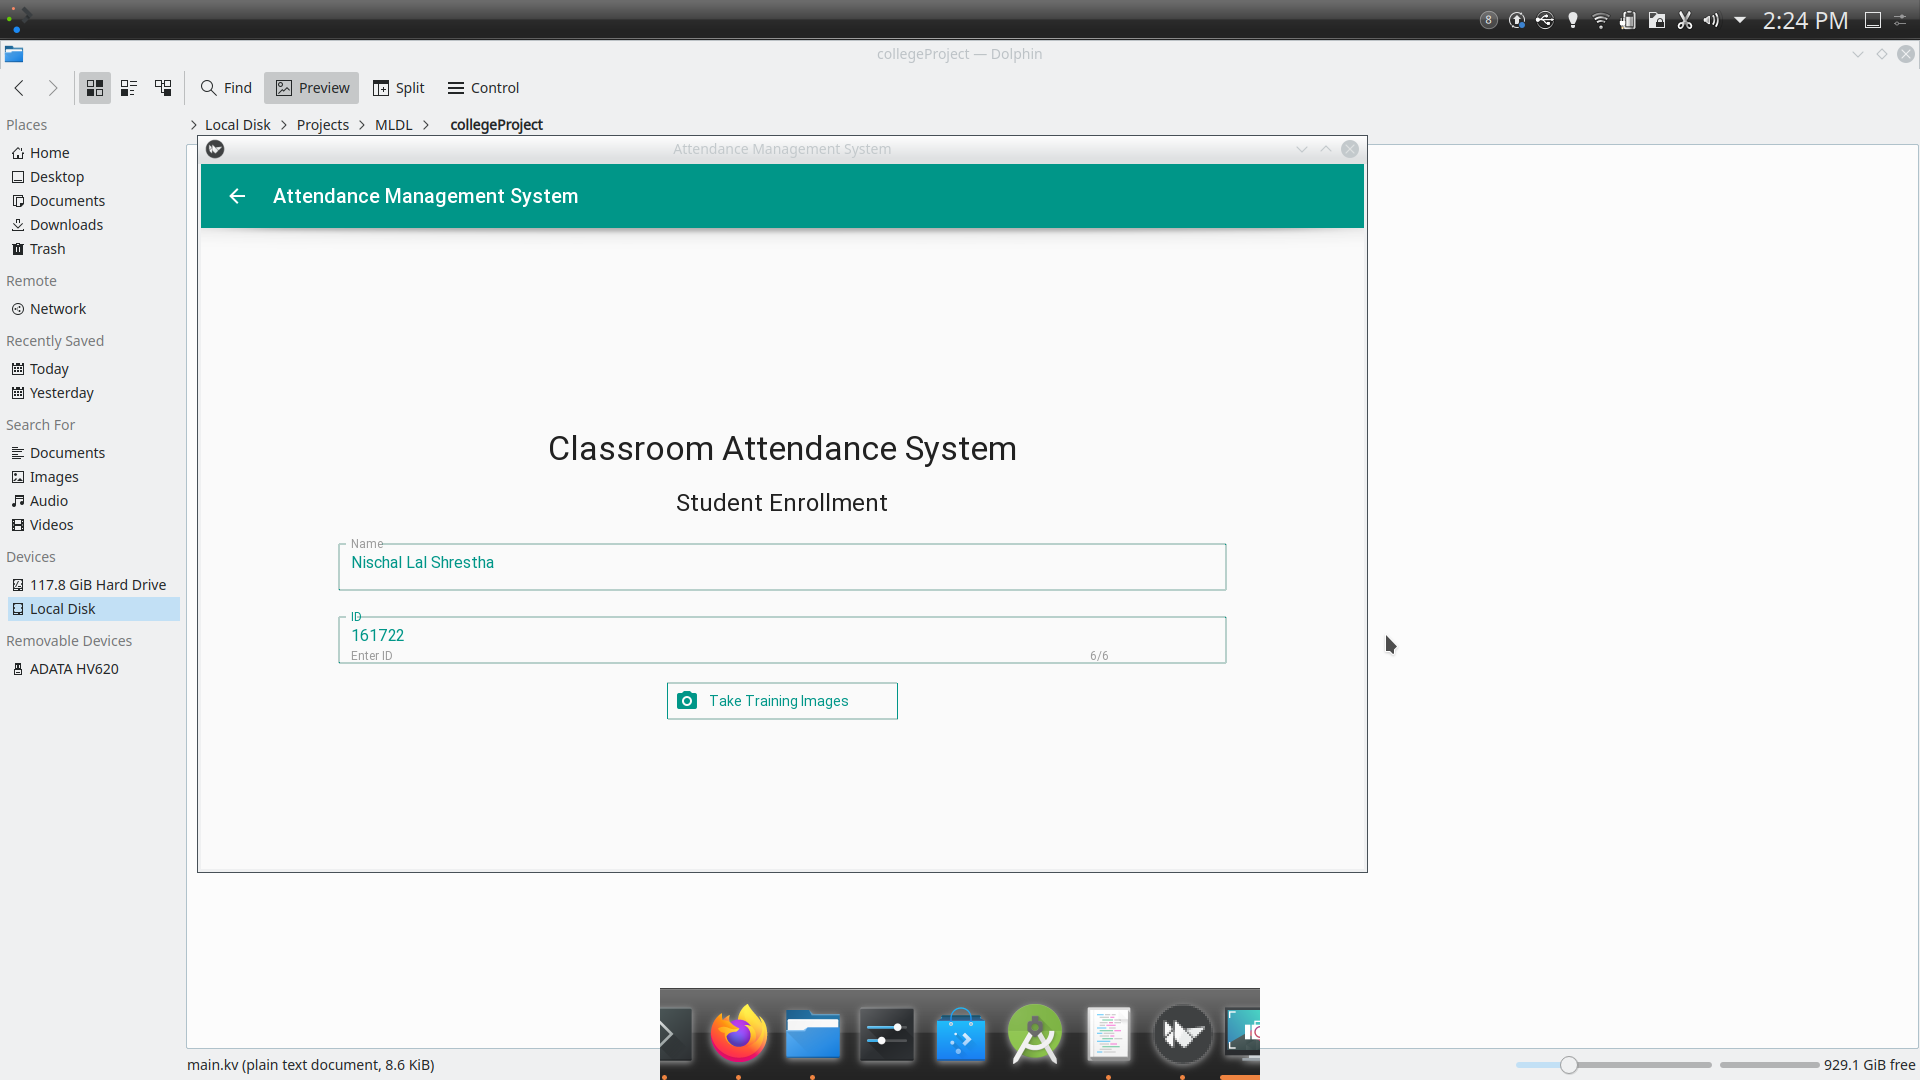 8
2:24 PM
collegeProject — Dolphin
Find
Preview
Split
Control
Places
Local Disk
Projects
MLDL
collegeProject
Home
Desktop
Documents
Downloads
Trash
Remote
Network
Recently Saved
Today
Yesterday
Search For
Documents
Images
Audio
Videos
Devices
117.8 GiB Hard Drive
Local Disk
Removable Devices
ADATA HV620
Attendance Management System
Attendance Management System
Classroom Attendance System
Student Enrollment
Name
Nischal Lal Shrestha
ID
161722
Enter ID
6/6
Take Training Images
main.kv (plain text document, 8.6 KiB)
929.1 GiB free